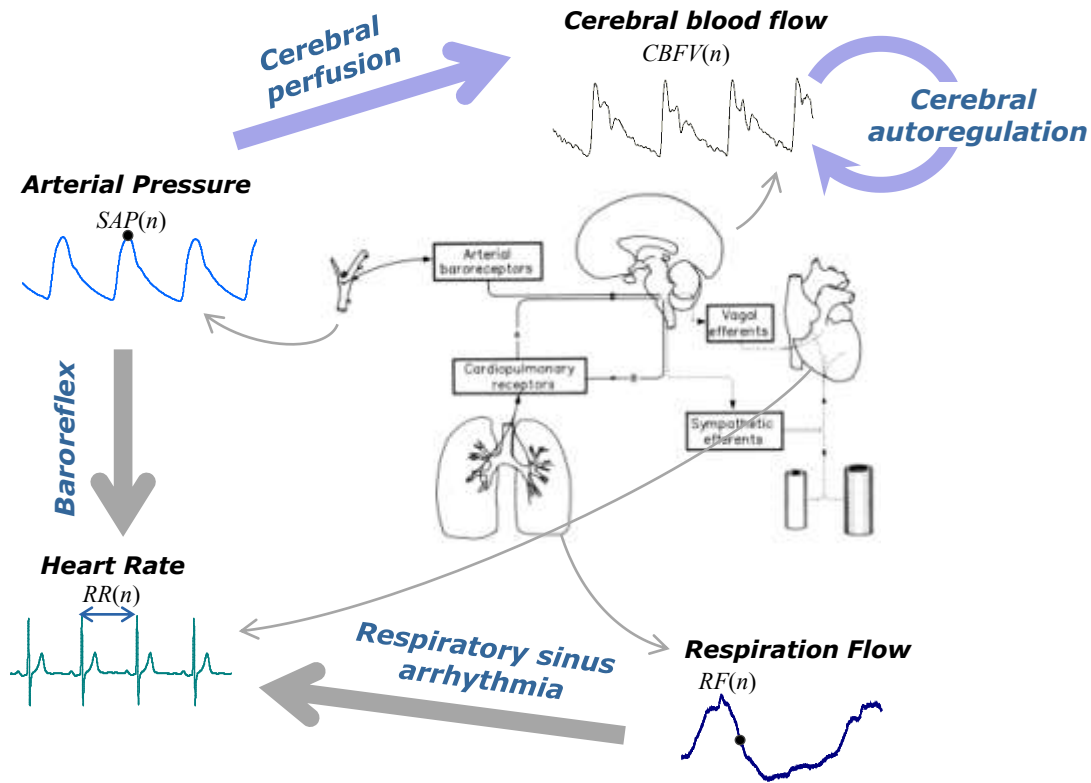 Cerebral blood flow
CBFV(n)
Cerebral
perfusion
Cerebral
autoregulation
Arterial Pressure
SAP(n)
Arterial
baroreceptors
Vagal
efferents
Cardiopulmonary
receptors
Sympathetic
efferents
Baroreflex
Heart Rate
RR(n)
Respiratory sinus
arrhythmia
Respiration Flow
RF(n)